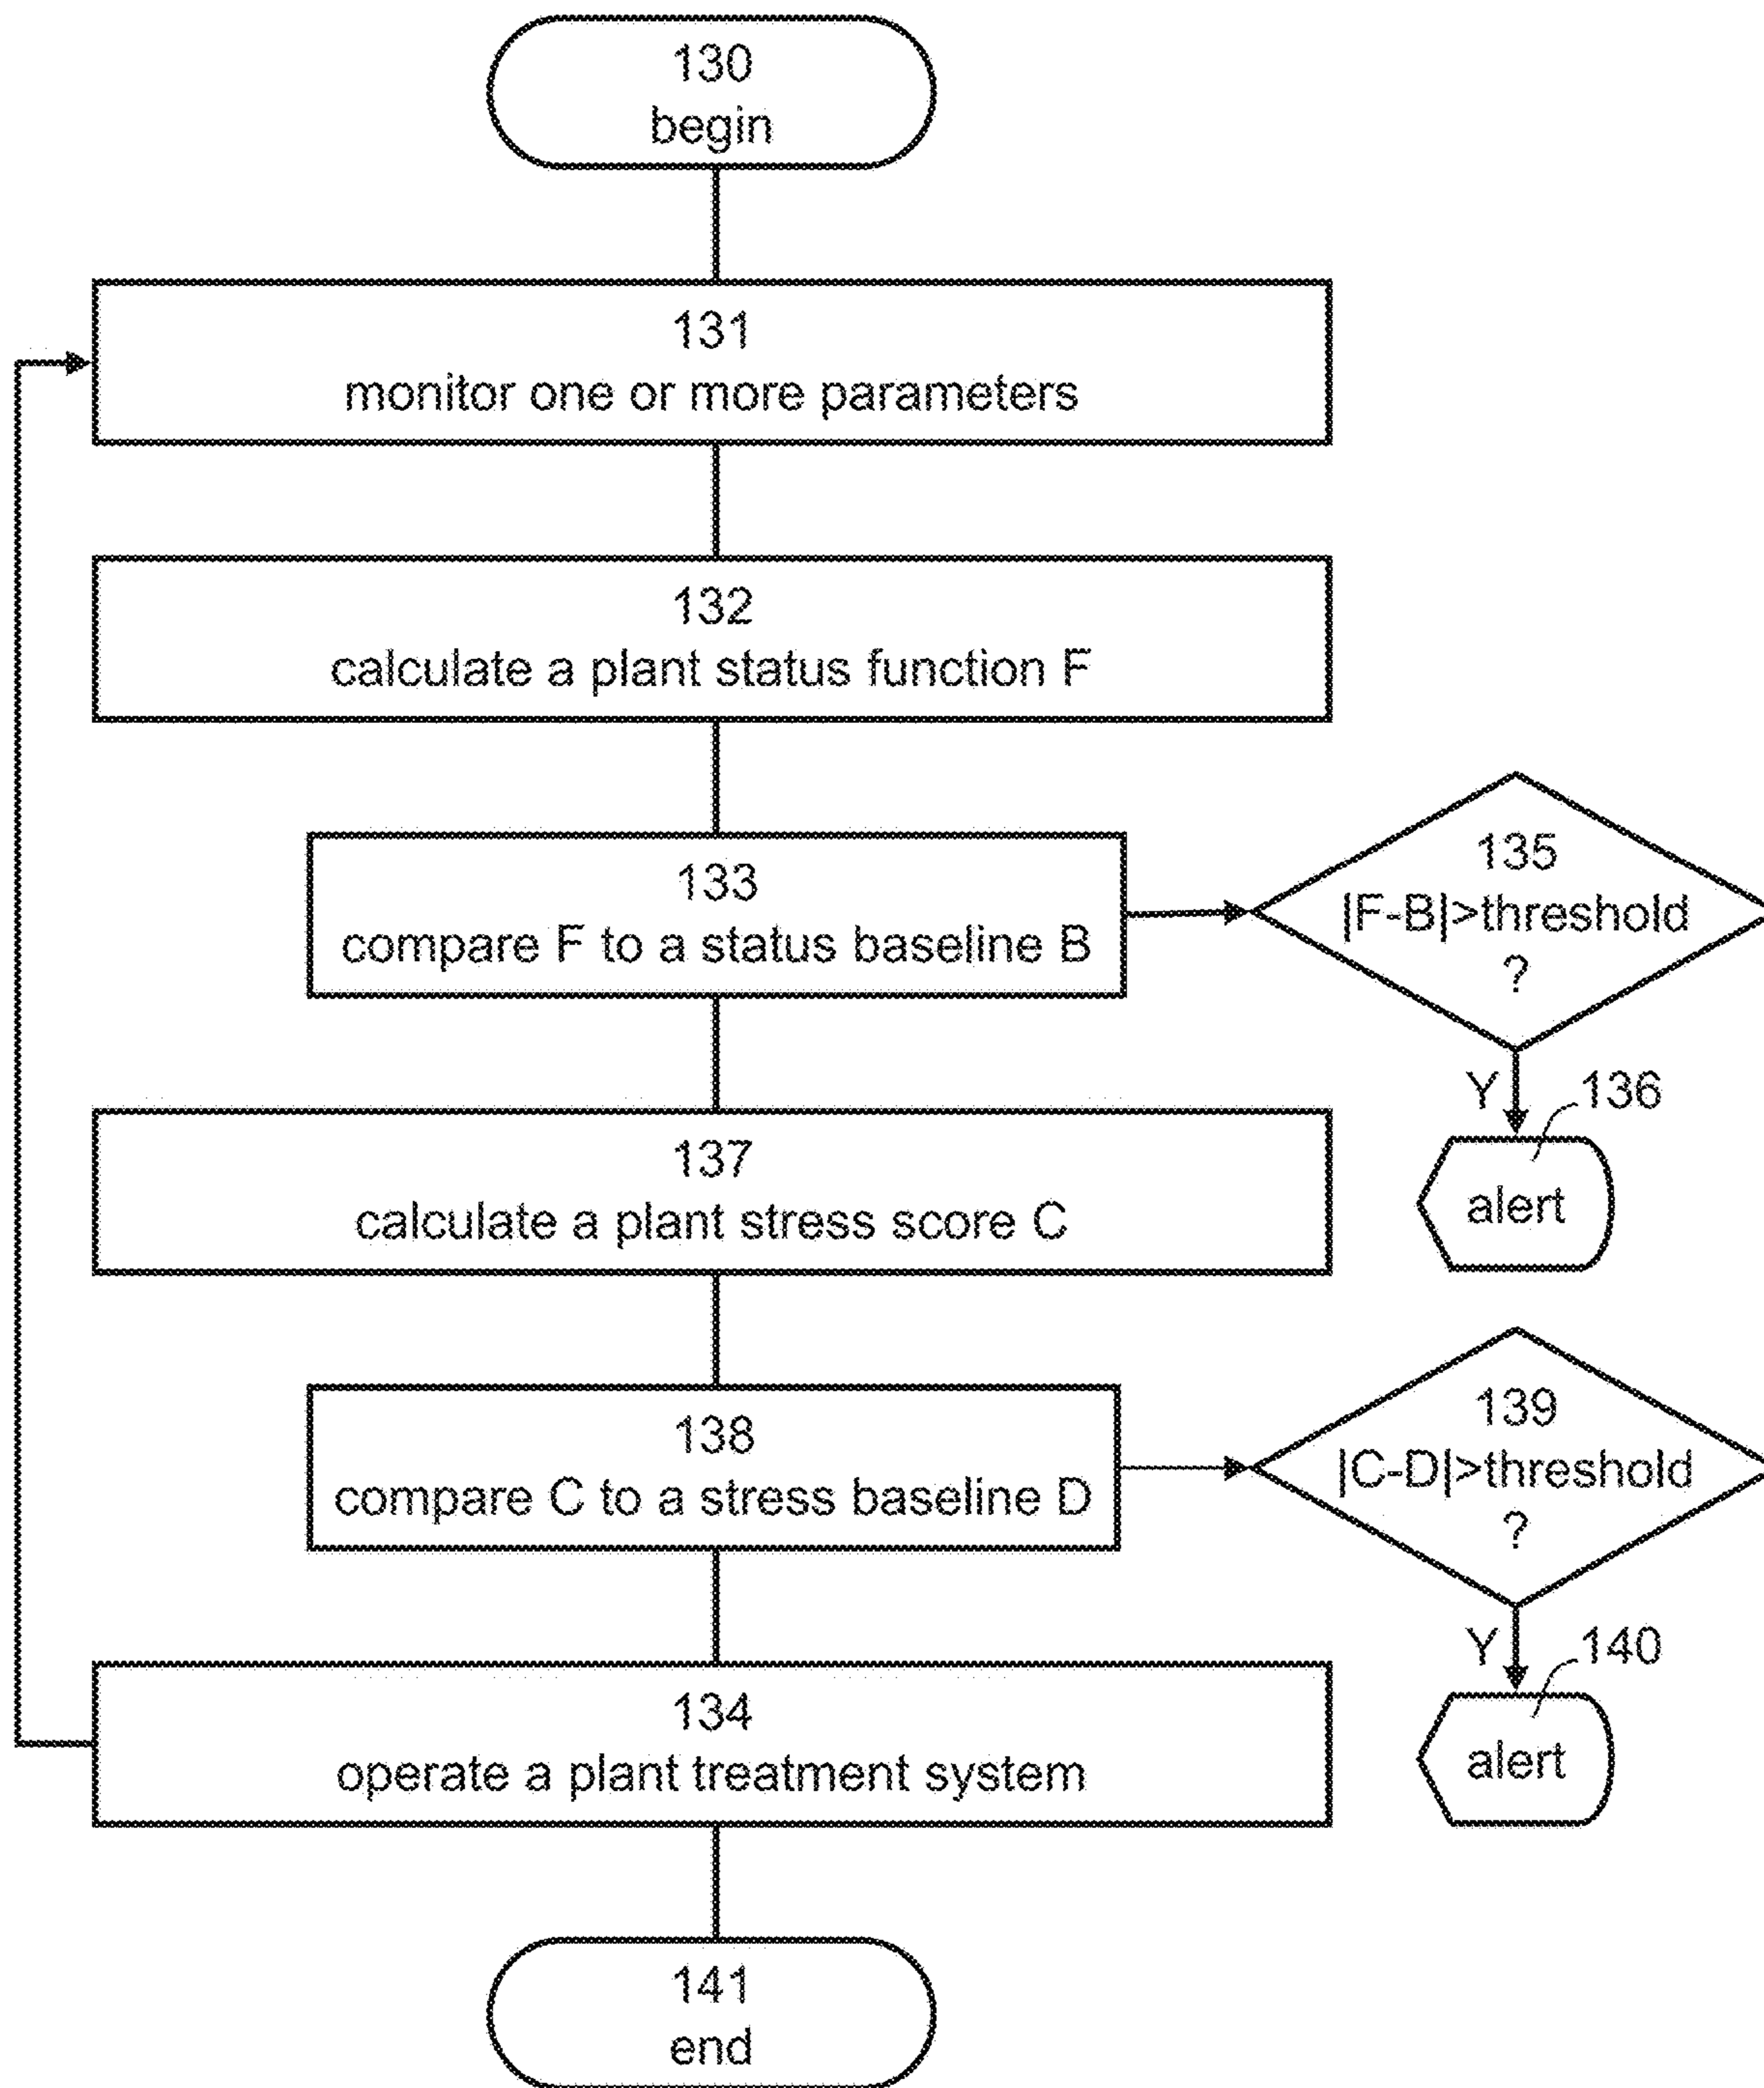 130
begin
131
monitor one or more parameters
132
calculate a plant status function F
133
compare F to a status baseline B
135
|F-B|>threshold
?
Y
136
alert
137
calculate a plant stress score C
138
compare C to a stress baseline D
139
|C-D|>threshold
?
Y
140
alert
134
operate a plant treatment system
141
end